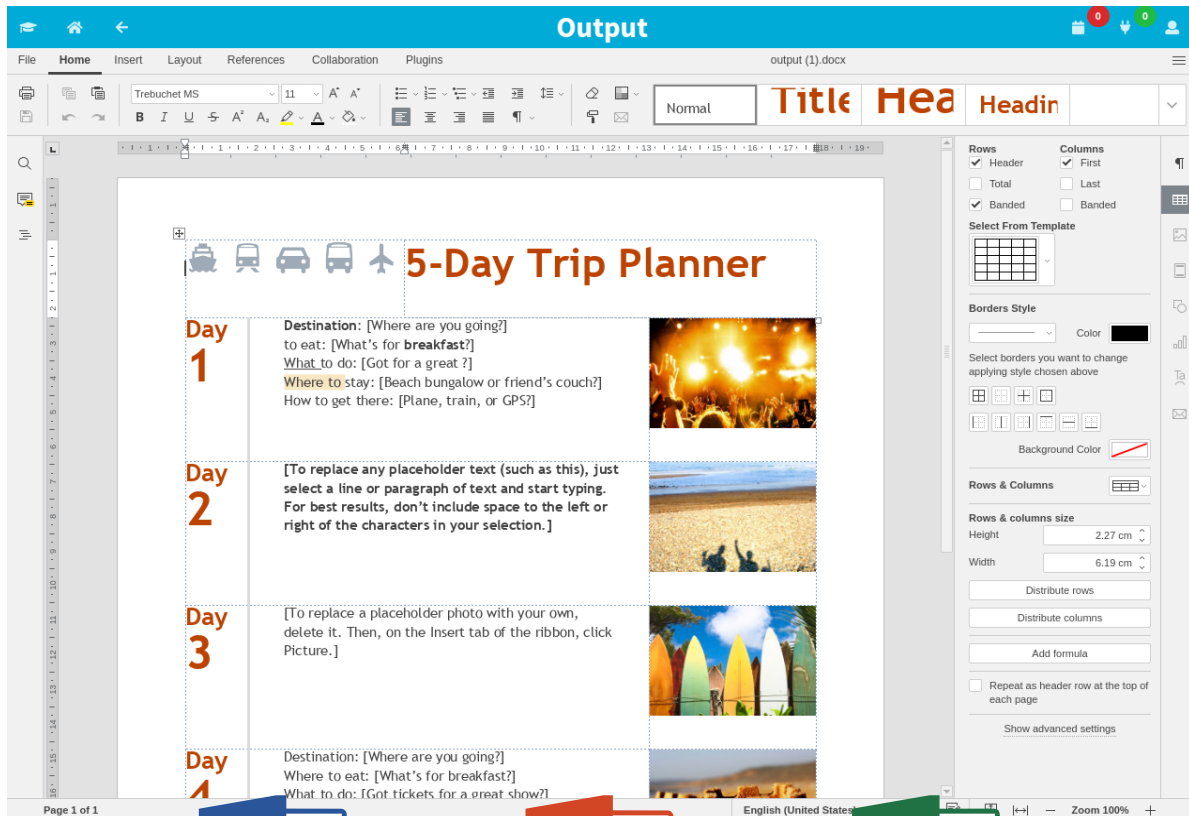 Output
0
0
File Home Insert Layout References Collaboration Plugins
output (1).docx
Trebuchet MS
11
Normal
Title
Hea
Headin
5-Day Trip Planner
Day
1
Destination: [Where are you going?]
to eat: [What's for breakfast?]
What to do: [Got for a great ?]
Where to stay: [Beach bungalow or friend's couch?]
How to get there: [Plane, train, or GPS?]
Day
2
[To replace any placeholder text (such as this), just
select a line or paragraph of text and start typing.
For best results, don't include space to the left or
right of the characters in your selection.]
Day
3
[To replace a placeholder photo with your own,
delete it. Then, on the Insert tab of the ribbon, click
Picture.]
Day
4
Destination: [Where are you going?]
Where to eat: [What's for breakfast?]
What to do: [Got tickets for a great show?]
Rows Columns
Header First
Total Last
Banded Banded
Select From Template
Borders Style
Color
Select borders you want to change
applying style chosen above
Background Color
Rows & Columns
Rows & columns size
Height 2.27 cm
Width 6.19 cm
Distribute rows
Distribute columns
Add formula
Repeat as header row at the top of
each page
Show advanced settings
Page 1 of 1
English (United States)
Zoom 100%